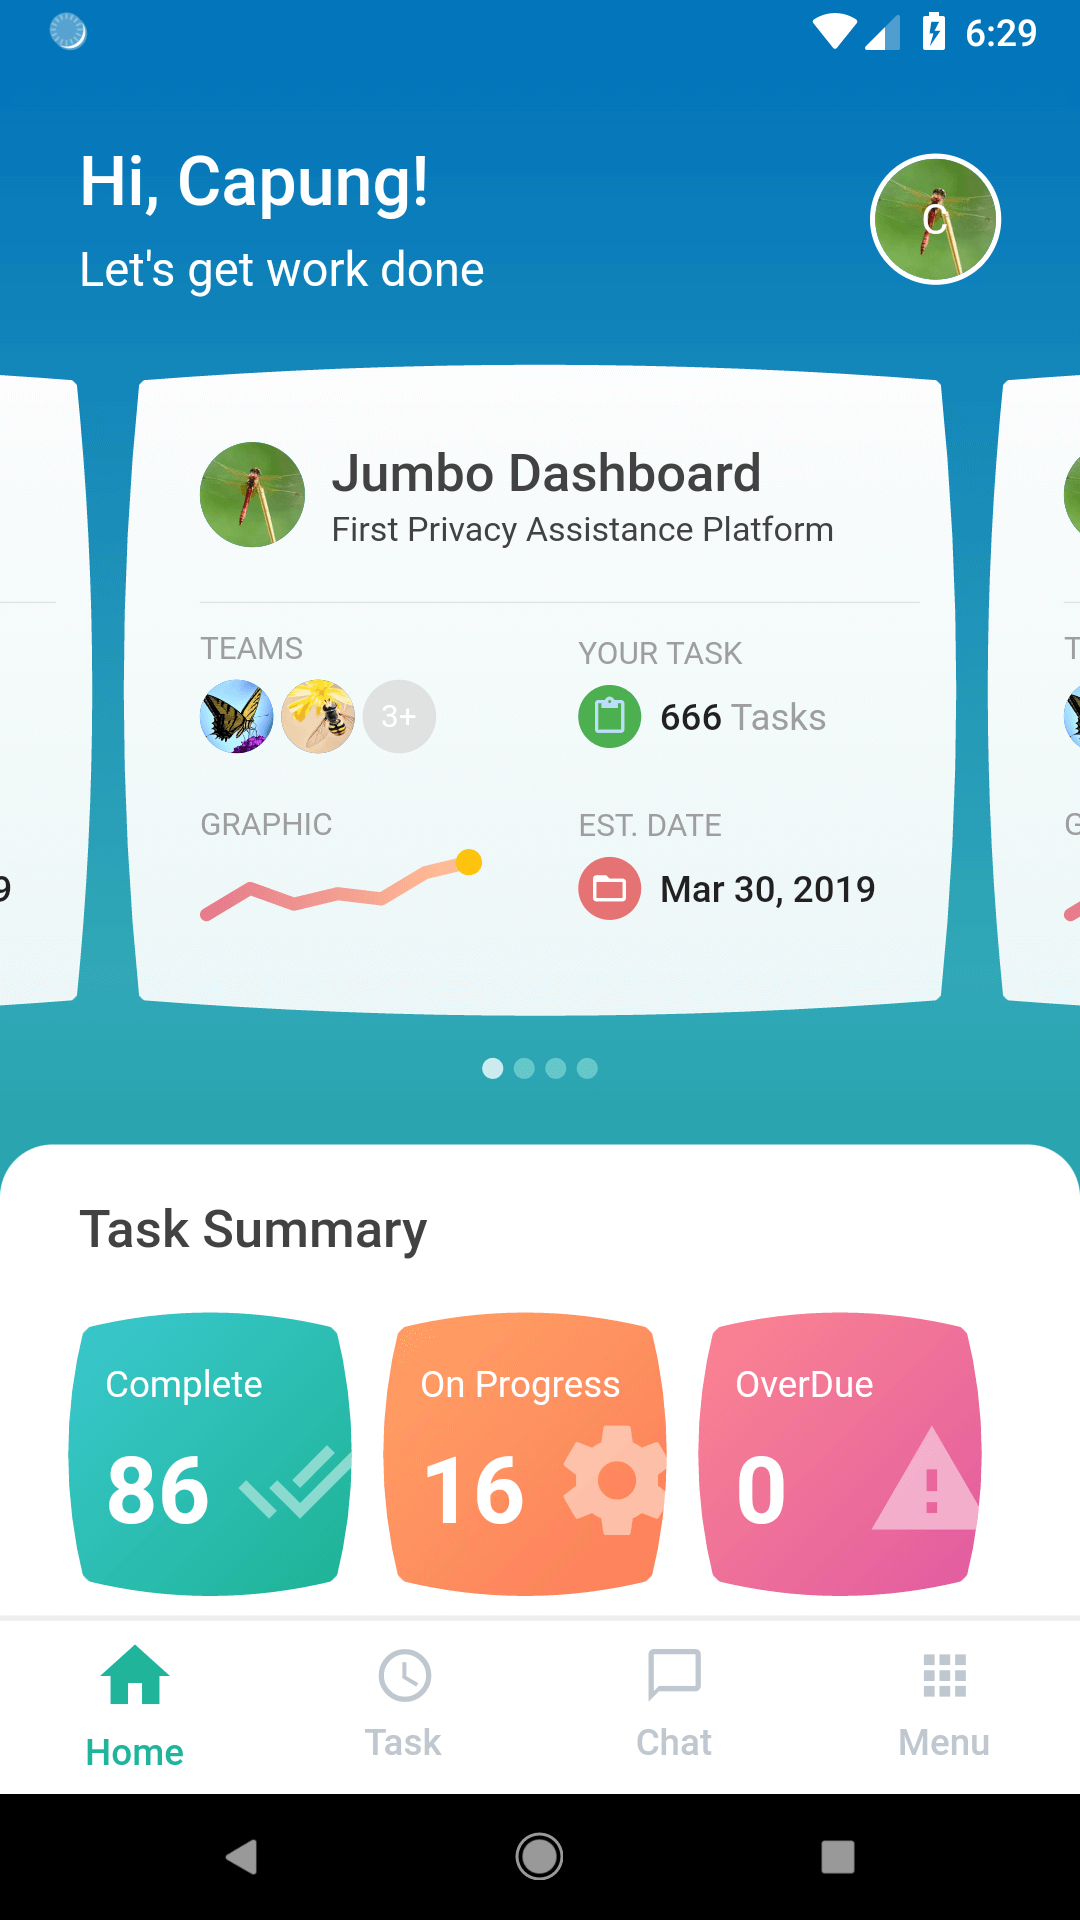 6:29
Hi, Capung!
C
Let's get work done
Jumbo Dashboard
First Privacy Assistance Platform
TEAMS
YOUR TASK
T
3+
666 Tasks
GRAPHIC
EST. DATE
G
9
Mar 30, 2019
Task Summary
Complete
On Progress
OverDue
86
16
0
Home
Task
Chat
Menu